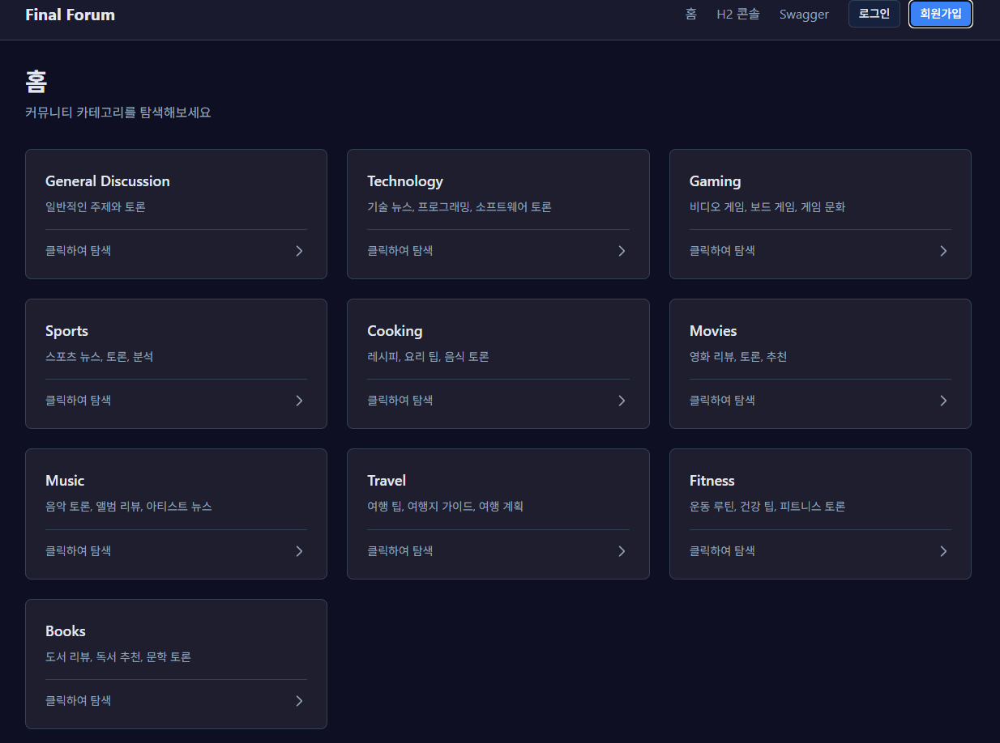 Final Forum
홈
H2 콘솔
Swagger
로그인
회원가입
홈
커뮤니티 카테고리를 탐색해보세요
General Discussion
일반적인 주제와 토론
클릭하여 탐색
Technology
기술 뉴스, 프로그래밍, 소프트웨어 토론
클릭하여 탐색
Gaming
비디오 게임, 보드 게임, 게임 문화
클릭하여 탐색
Sports
스포츠 뉴스, 토론, 분석
클릭하여 탐색
Cooking
레시피, 요리 팁, 음식 토론
클릭하여 탐색
Movies
영화 리뷰, 토론, 추천
클릭하여 탐색
Music
음악 토론, 앨범 리뷰, 아티스트 뉴스
클릭하여 탐색
Travel
여행 팁, 여행지 가이드, 여행 계획
클릭하여 탐색
Fitness
운동 루틴, 건강 팁, 피트니스 토론
클릭하여 탐색
Books
도서 리뷰, 독서 추천, 문학 토론
클릭하여 탐색